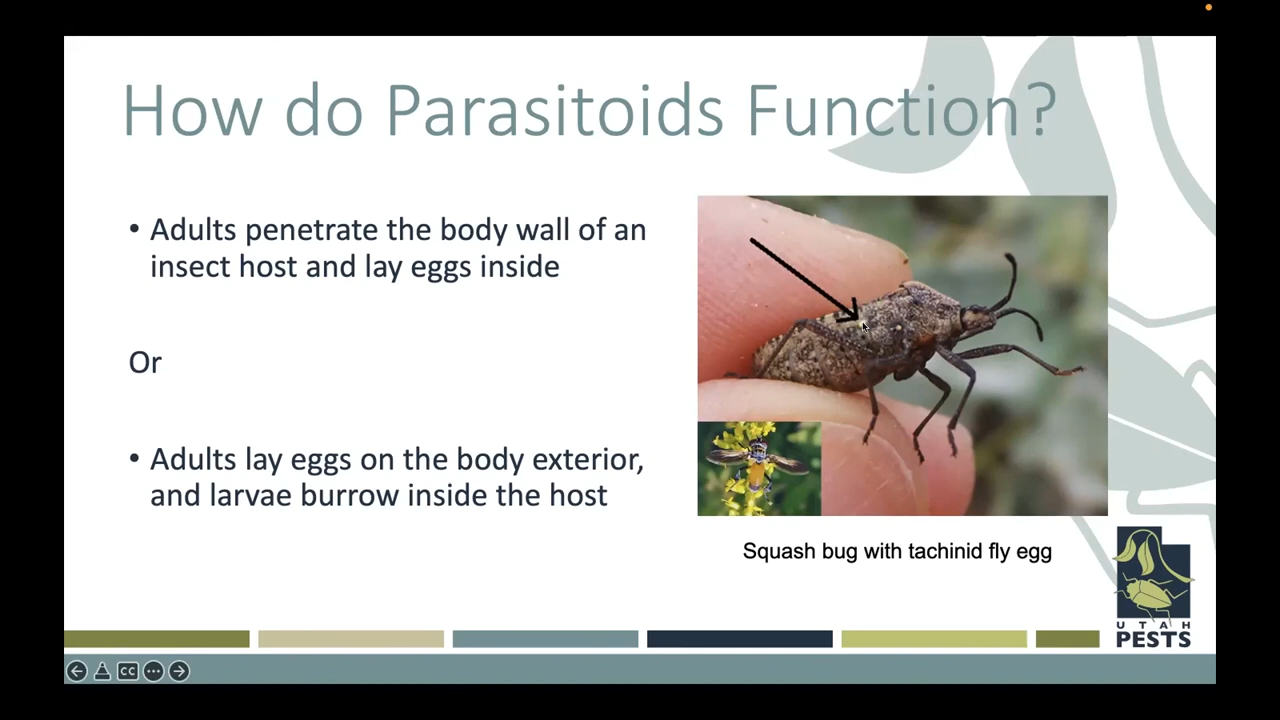 How do Parasitoids Function?
• Adults penetrate the body wall of an
insect host and lay eggs inside
Or
• Adults lay eggs on the body exterior,
and larvae burrow inside the host
Squash bug with tachinid fly egg
UTAH
PESTS
CC